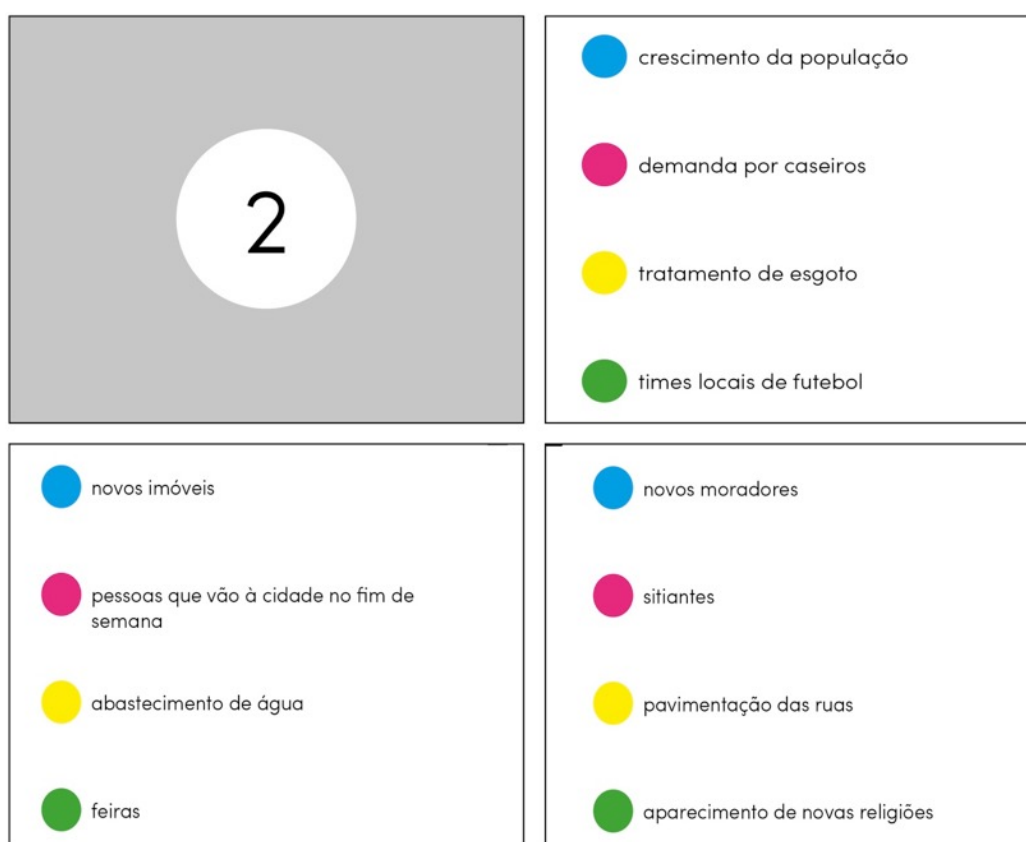 2
crescimento da população
demanda por caseiros
tratamento de esgoto
times locais de futebol
novos imóveis
pessoas que vão à cidade no fim de
semana
abastecimento de água
feiras
novos moradores
sitiantes
pavimentação das ruas
aparecimento de novas religiões